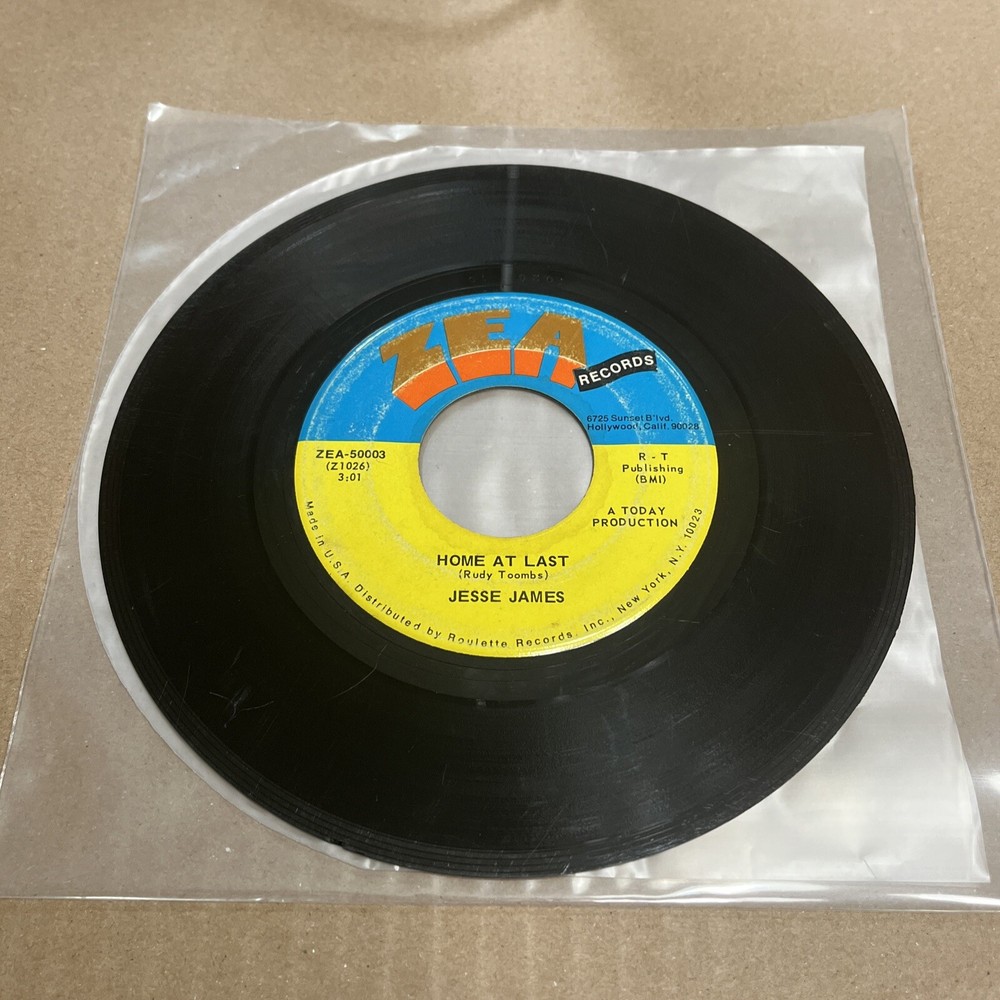 ZEA
RECORDS
6725 Sunset B'lvd.
Hollywood, Calif. 90028
ZEA-50003
(Z1026)
3:01
R - T
Publishing
(BMI)
A TODAY
PRODUCTION
HOME AT LAST
(Rudy Toombs)
JESSE JAMES
Made in U.S.A. Distributed by Roulette Records, Inc., New York, N.Y. 10023